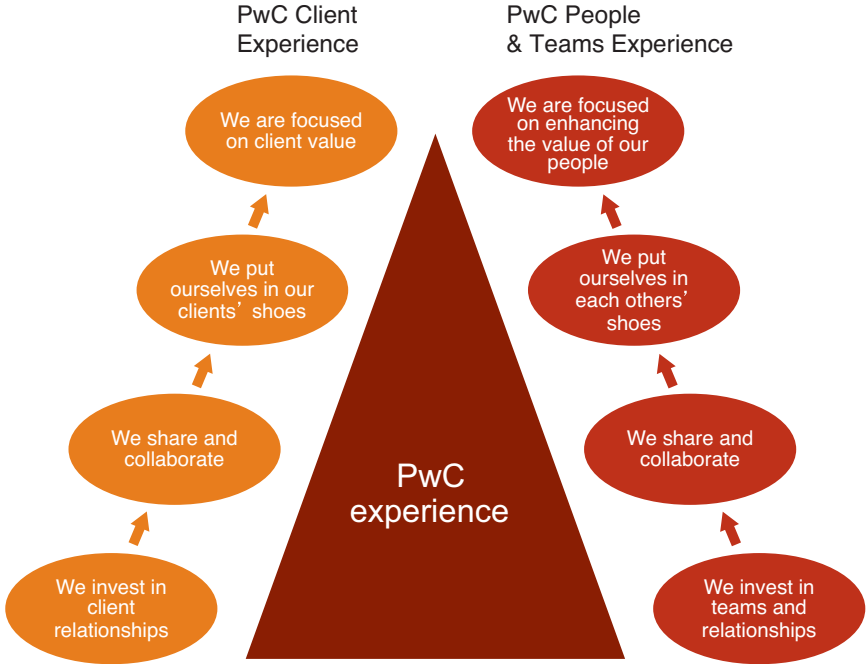 PwC Client
Experience
We are focused
on client value
We put
ourselves in our
clients’ shoes
We share and
collaborate
We invest in
client
relationships
PwC
experience
PwC People
& Teams Experience
We are focused
on enhancing
the value of our
people
We put
ourselves in
each others’
shoes
We share and
collaborate
We invest in
teams and
relationships